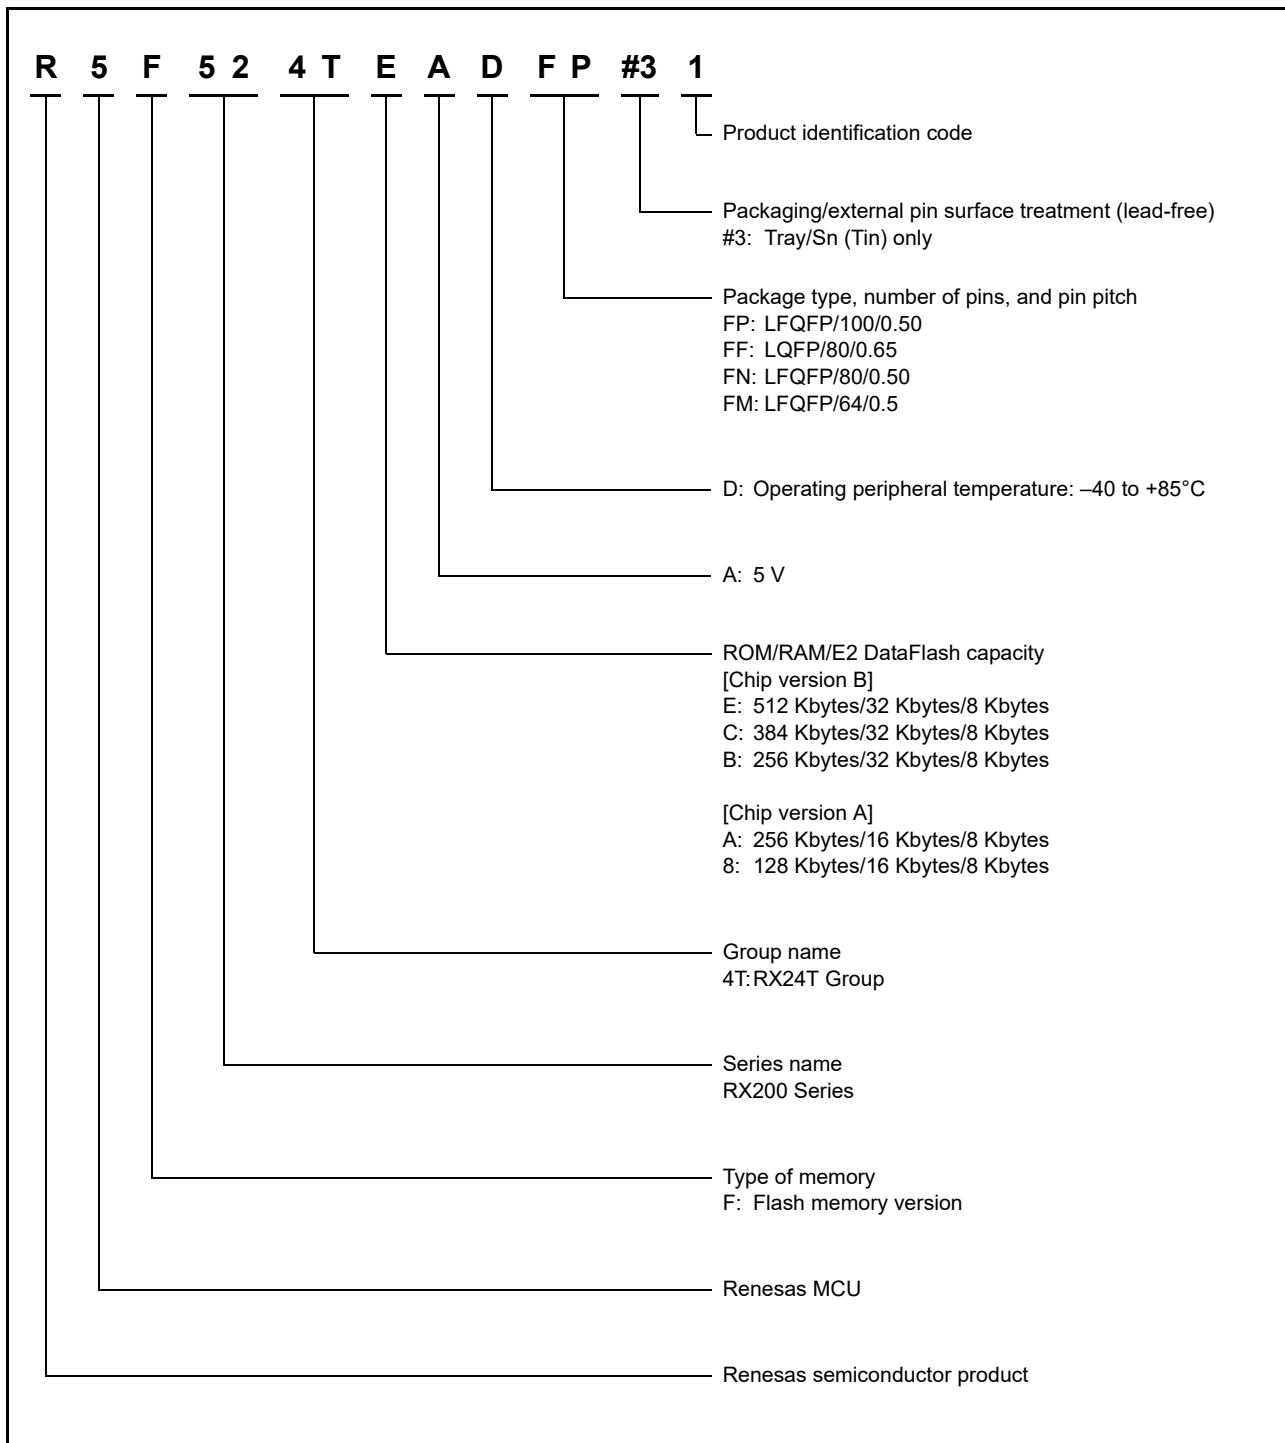 R 5 F 5 2 4 T E A D F P #3 1
Product identification code
Packaging/external pin surface treatment (lead-free)
#3: Tray/Sn (Tin) only
Package type, number of pins, and pin pitch
FP: LFQFP/100/0.50
FF: LQFP/80/0.65
FN: LFQFP/80/0.50
FM: LFQFP/64/0.5
D: Operating peripheral temperature: –40 to +85°C
A: 5 V
ROM/RAM/E2 DataFlash capacity
[Chip version B]
E: 512 Kbytes/32 Kbytes/8 Kbytes
C: 384 Kbytes/32 Kbytes/8 Kbytes
B: 256 Kbytes/32 Kbytes/8 Kbytes
[Chip version A]
A: 256 Kbytes/16 Kbytes/8 Kbytes
8: 128 Kbytes/16 Kbytes/8 Kbytes
Group name
4T: RX24T Group
Series name
RX200 Series
Type of memory
F: Flash memory version
Renesas MCU
Renesas semiconductor product